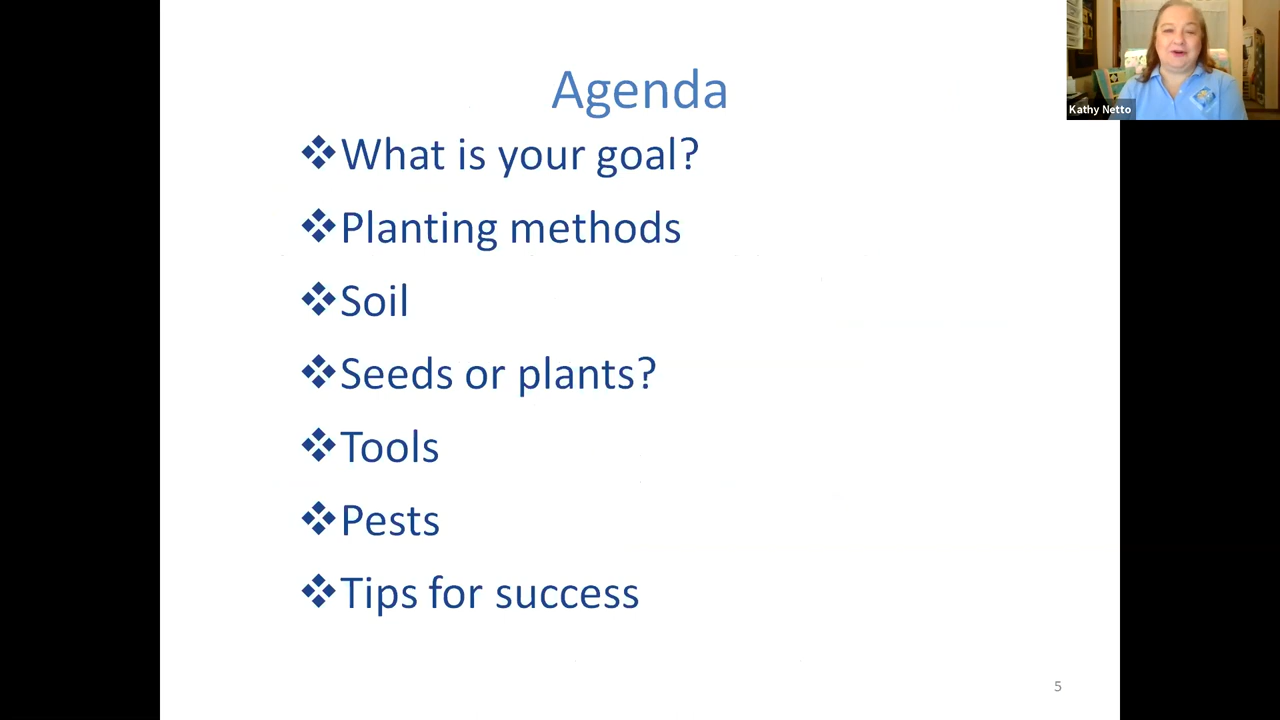 Agenda
❖What is your goal?
❖Planting methods
❖Soil
❖Seeds or plants?
❖Tools
❖Pests
❖Tips for success
5
Kathy Netto